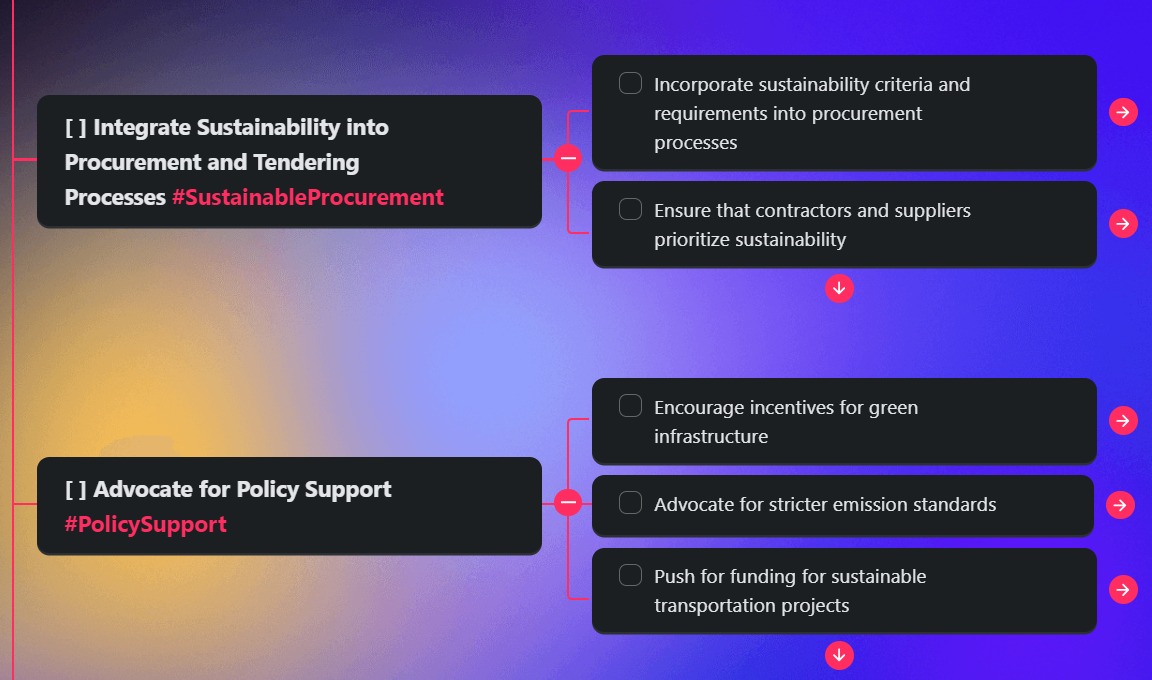 [ ] Integrate Sustainability into
Procurement and Tendering
Processes #SustainableProcurement
Incorporate sustainability criteria and
requirements into procurement
processes
Ensure that contractors and suppliers
prioritize sustainability
[ ] Advocate for Policy Support
#PolicySupport
Encourage incentives for green
infrastructure
Advocate for stricter emission standards
Push for funding for sustainable
transportation projects